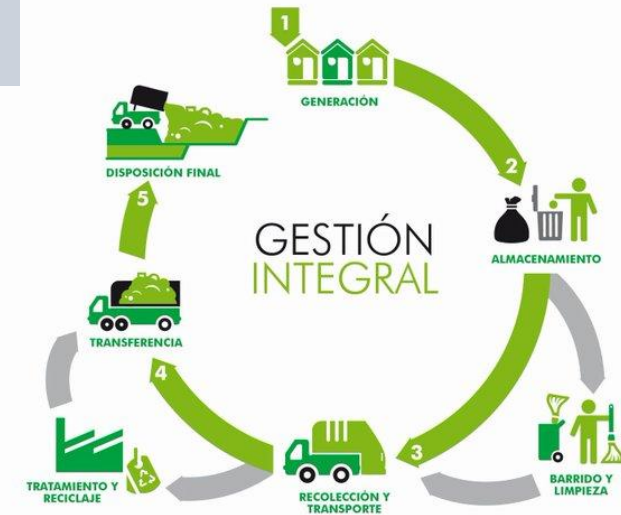 1
GENERACIÓN
2
ALMACENAMIENTO
BARRIDO Y
LIMPIEZA
3
RECOLECCIÓN Y
TRANSPORTE
TRATAMIENTO Y
RECICLAJE
4
TRANSFERENCIA
5
DISPOSICIÓN FINAL
GESTIÓN
INTEGRAL